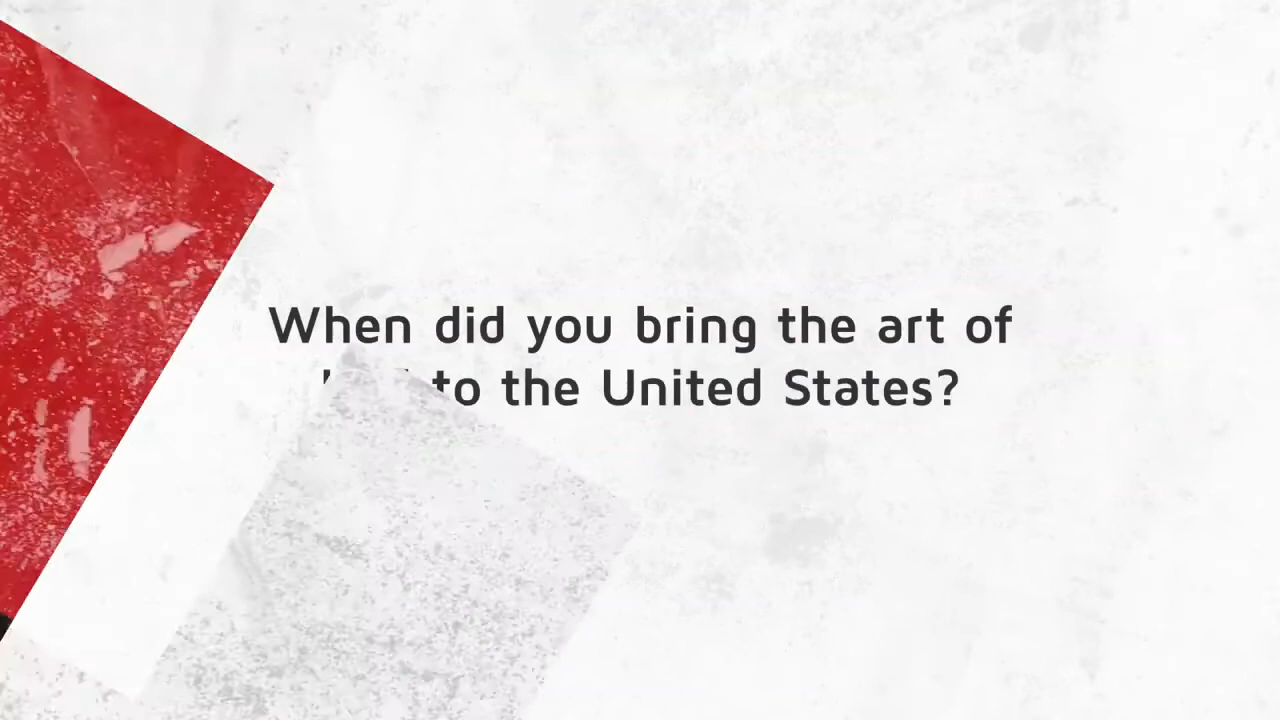 When did you bring the art of
to the United States?